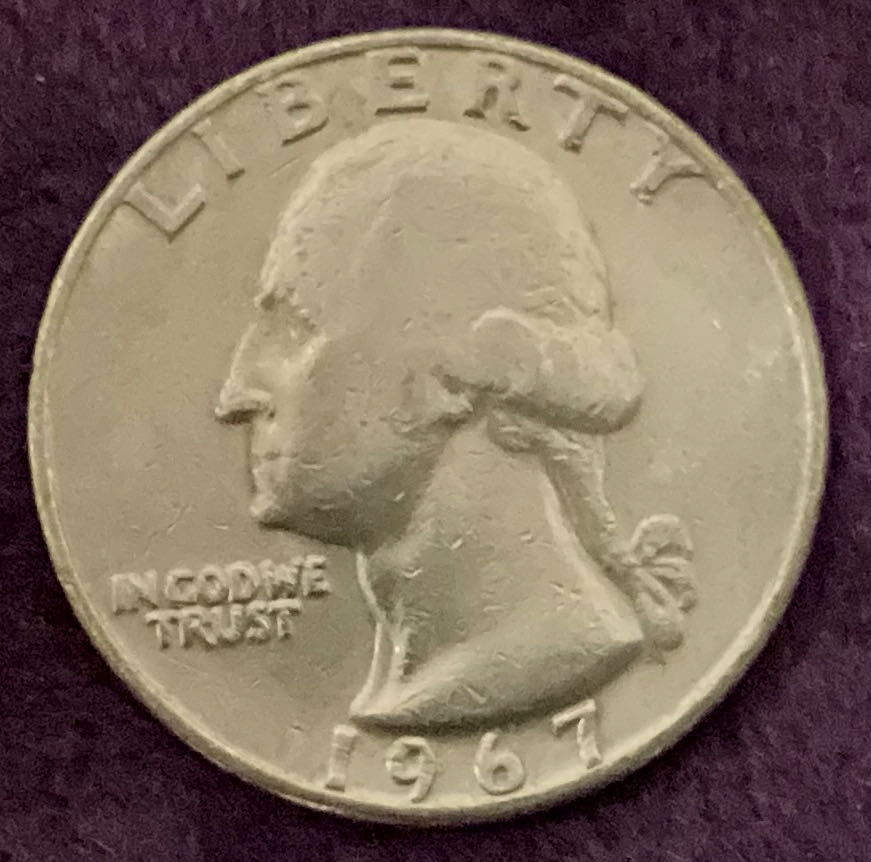 LIBERTY
IN GOD WE
TRUST
1967